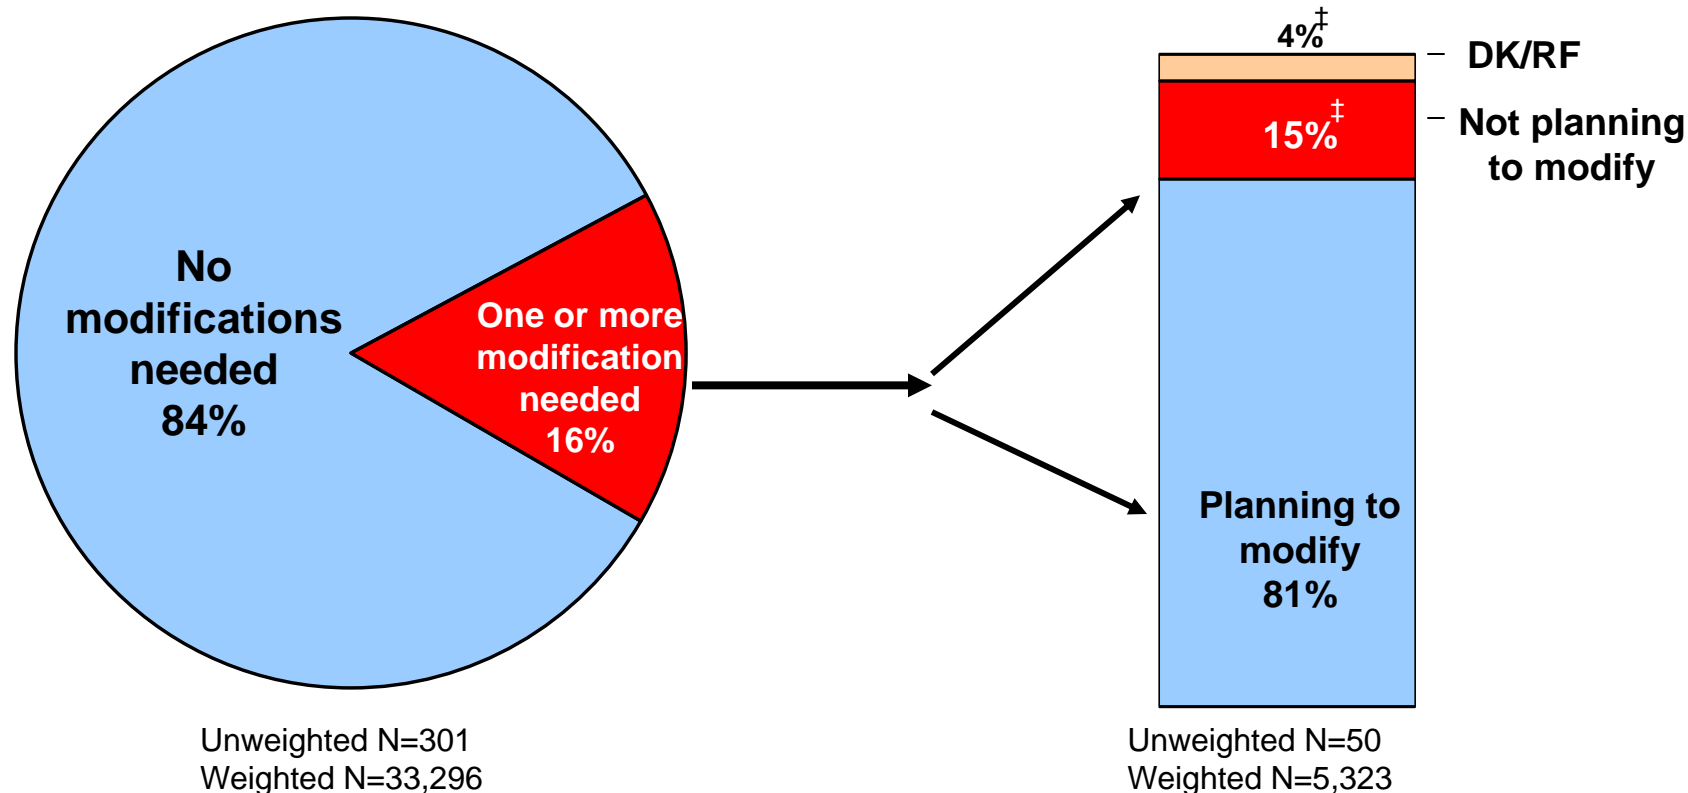 No
modifications
needed
84%
One or more
modification
needed
16%
Unweighted N=301
Weighted N=33,296
4%‡
DK/RF
15%‡
Not planning
to modify
Planning to
modify
81%
Unweighted N=50
Weighted N=5,323